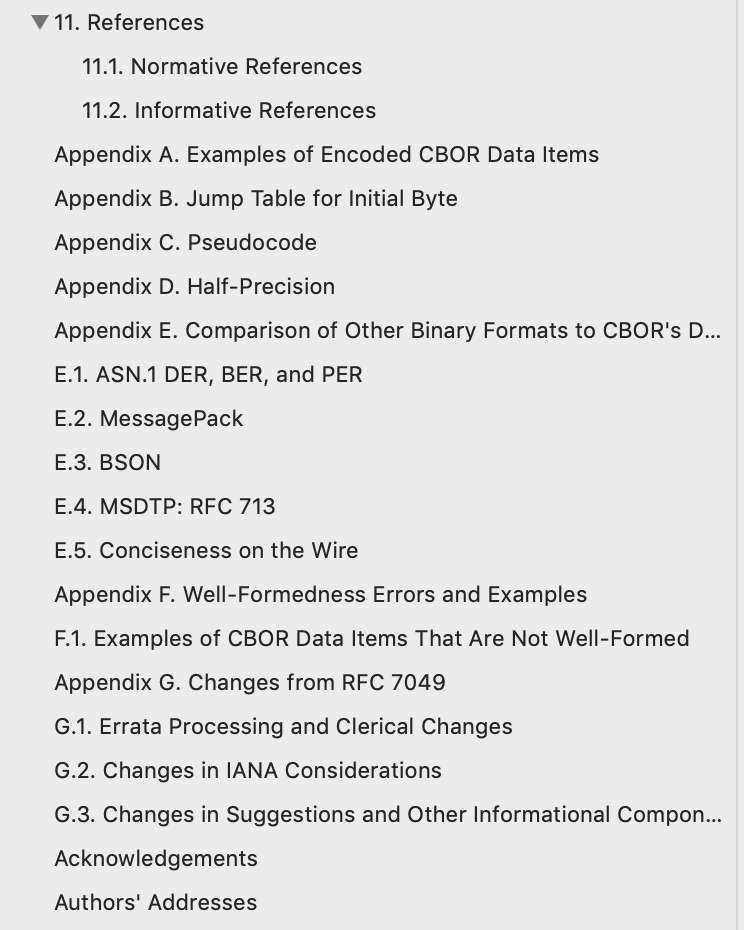 11. References
11.1. Normative References
11.2. Informative References
Appendix A. Examples of Encoded CBOR Data Items
Appendix B. Jump Table for Initial Byte
Appendix C. Pseudocode
Appendix D. Half-Precision
Appendix E. Comparison of Other Binary Formats to CBOR's D...
E.1. ASN.1 DER, BER, and PER
E.2. MessagePack
E.3. BSON
E.4. MSDTP: RFC 713
E.5. Conciseness on the Wire
Appendix F. Well-Formedness Errors and Examples
F.1. Examples of CBOR Data Items That Are Not Well-Formed
Appendix G. Changes from RFC 7049
G.1. Errata Processing and Clerical Changes
G.2. Changes in IANA Considerations
G.3. Changes in Suggestions and Other Informational Compon...
Acknowledgements
Authors' Addresses